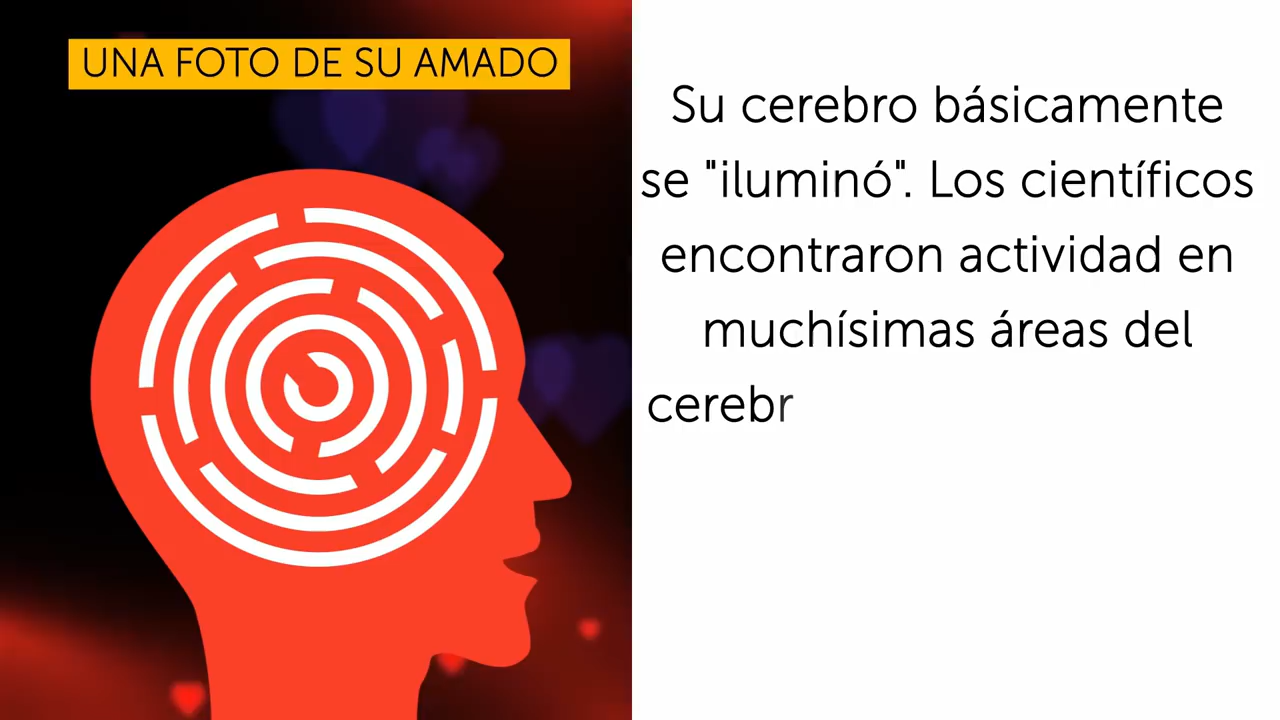 UNA FOTO DE SU AMADO
Su cerebro básicamente
se "iluminó". Los científicos
encontraron actividad en
muchísimas áreas del
cerebr